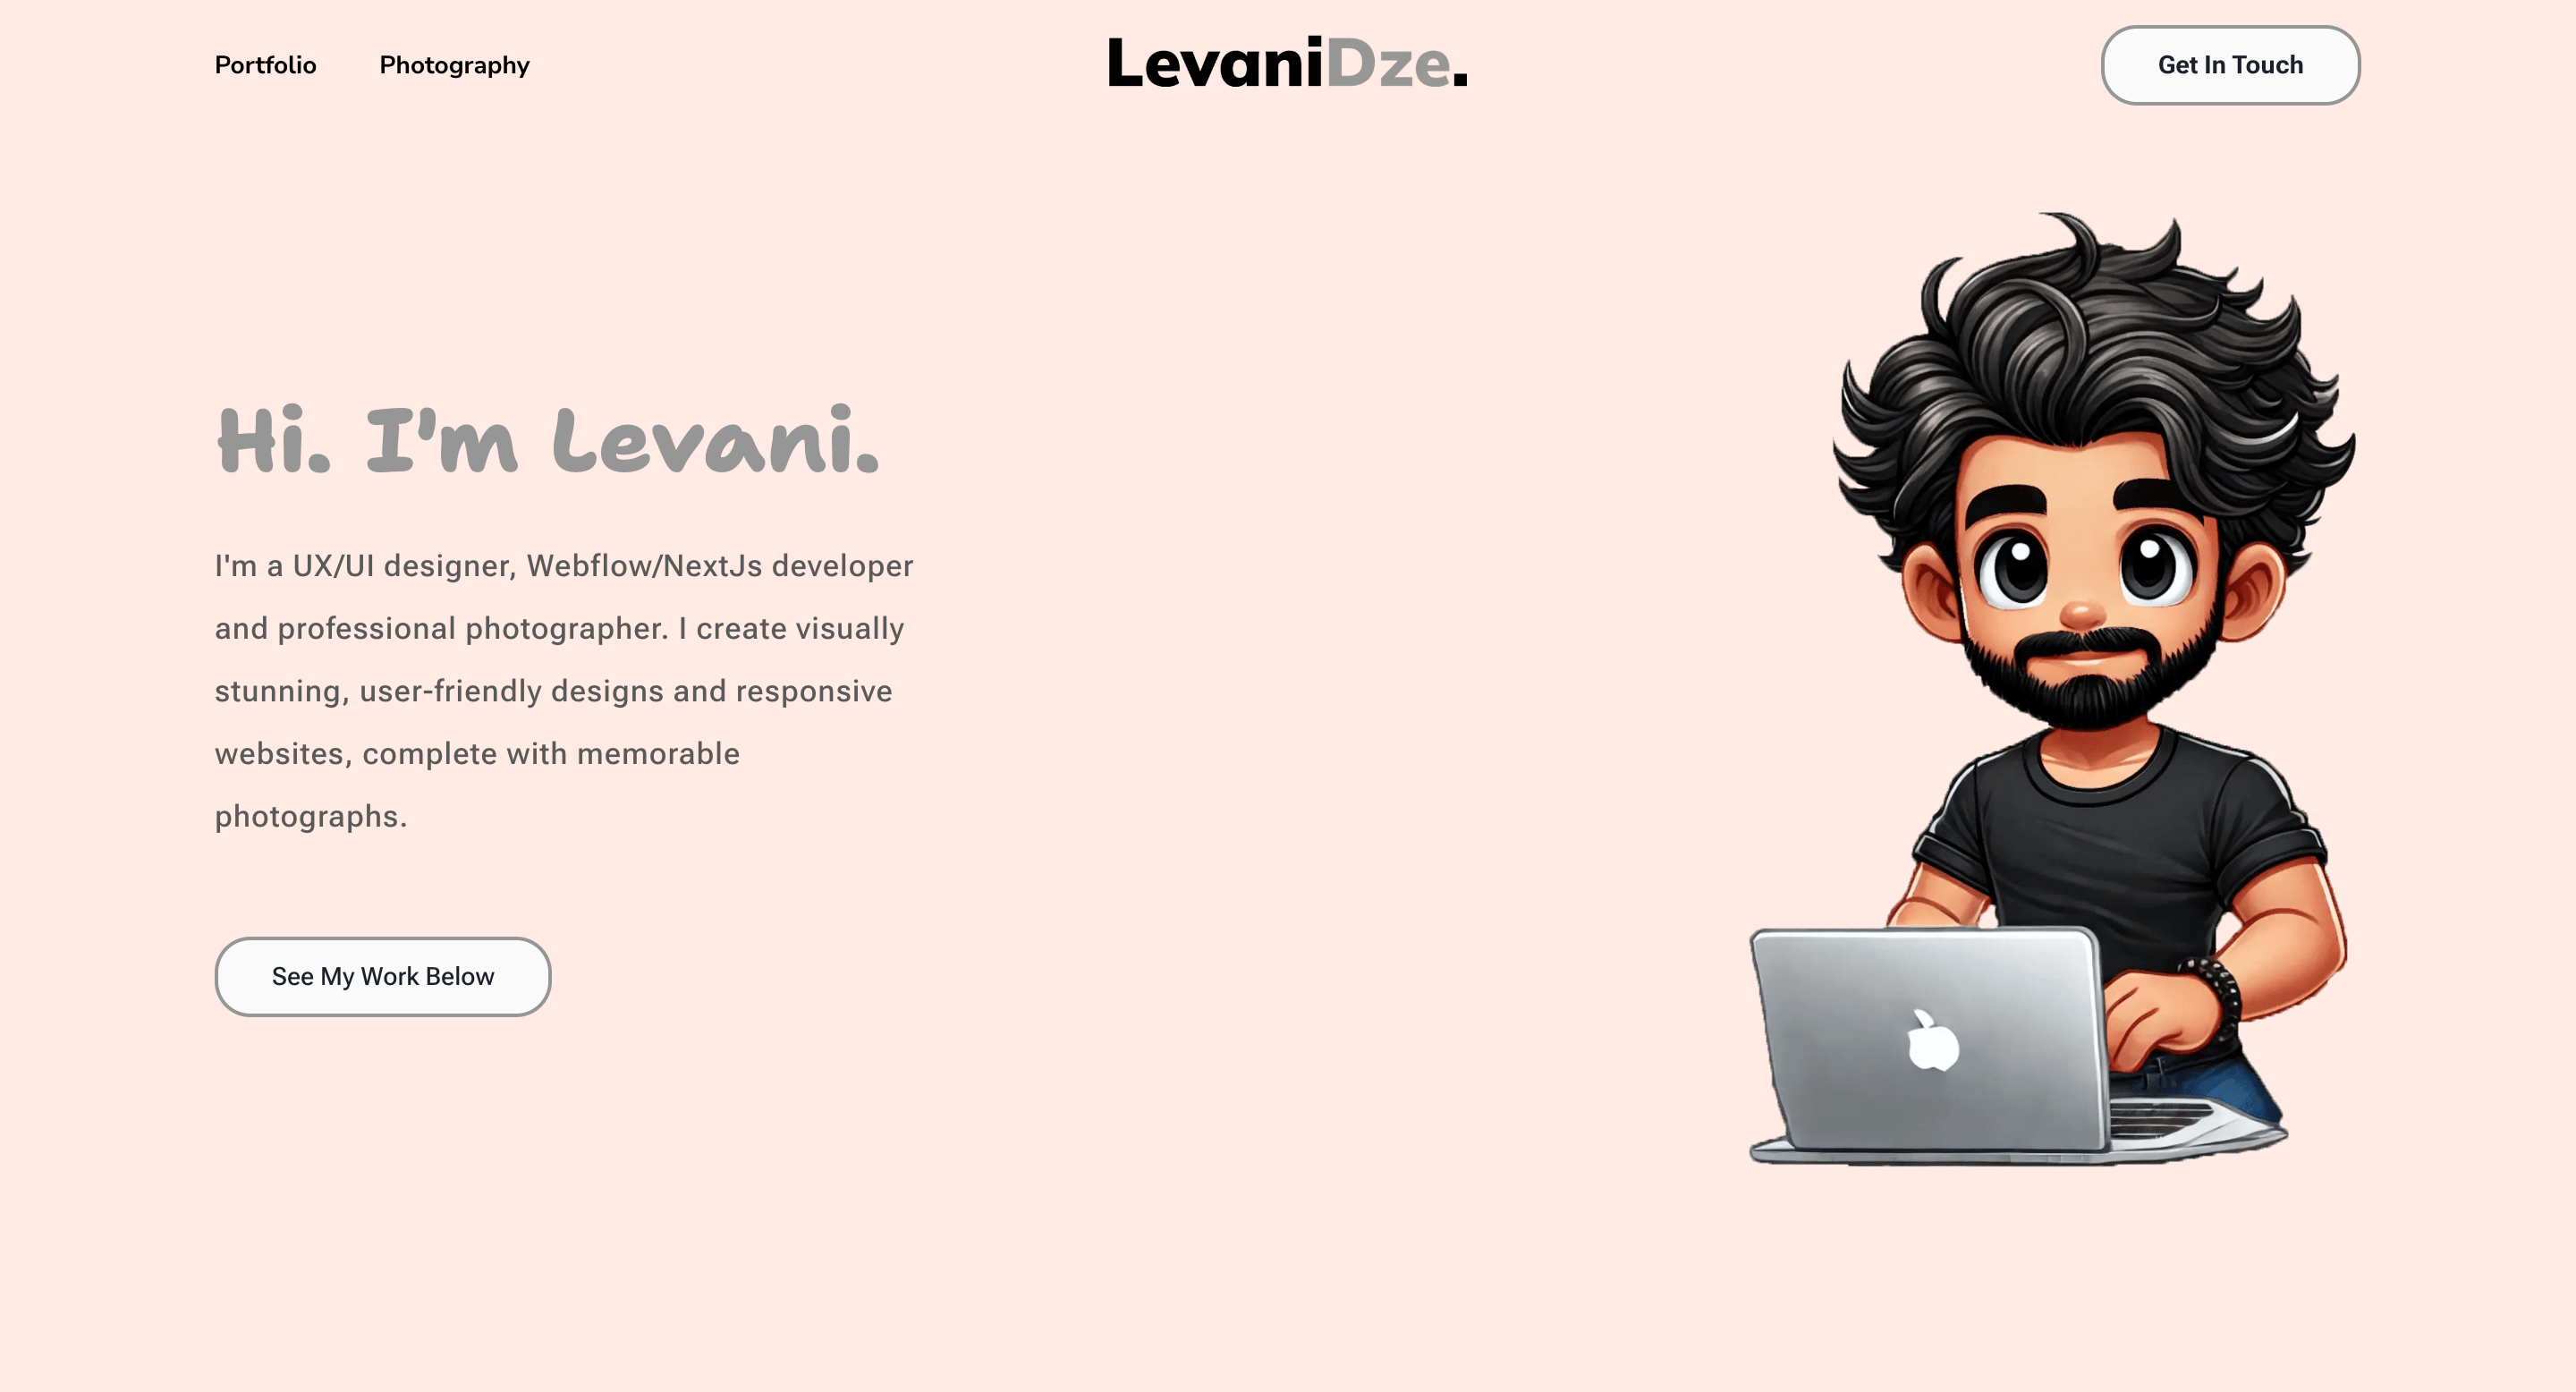 Portfolio
Photography
LevaniDze.
Get In Touch
Hi. I'm Levani.
I'm a UX/UI designer, Webflow/NextJs developer
and professional photographer. I create visually
stunning, user-friendly designs and responsive
websites, complete with memorable
photographs.
See My Work Below